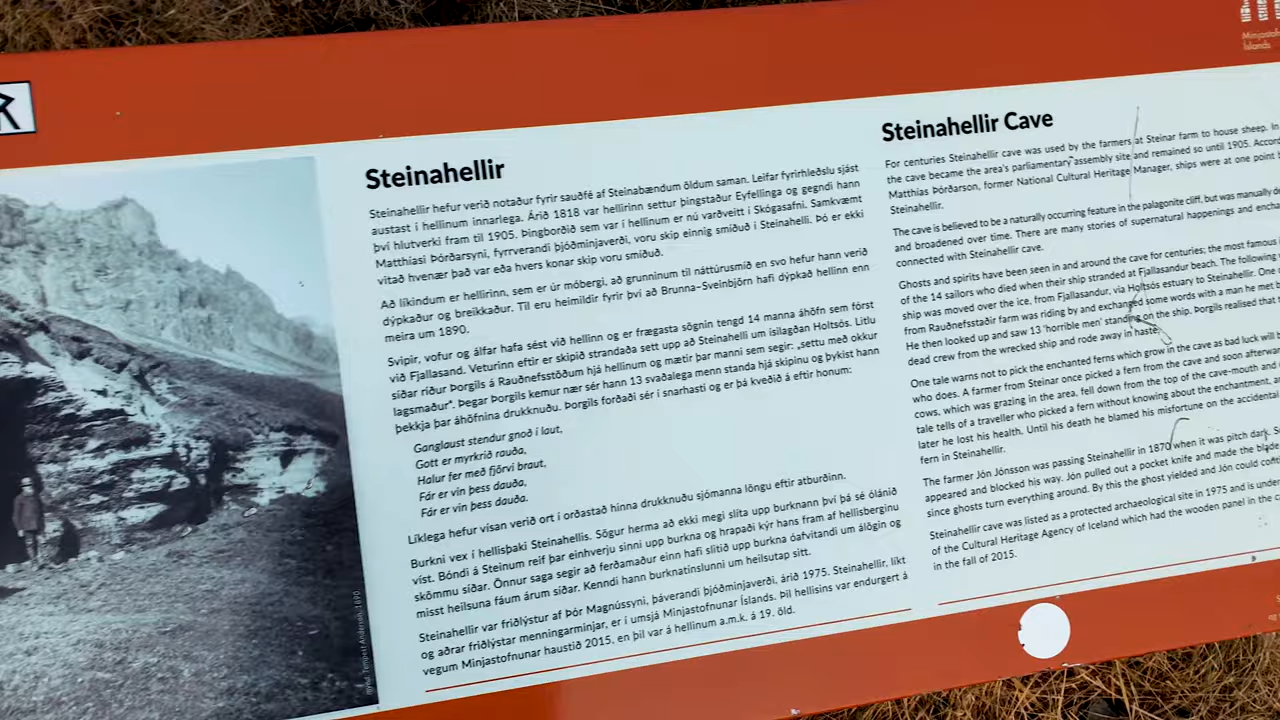 Minjastofn
Íslands
Steinahellir
Steinahellir hefur verið notaður fyrir sauðfé af Steinabændum öldum saman. Leifar fyrirhleðslu sjást
austast í hellinum innarlega. Árið 1818 var hellirinn settur þingstaður Eyfellinga og gegndi hann
því hlutverki fram til 1905. Þingborðið sem var í hellinum er nú varðveitt í Skógasafni. Samkvæmt
Matthíasi Þórðarsyni, fyrrverandi þjóðminjaverði, voru skip einnig smíðuð í Steinahelli. Þó er ekki
vitað hvenær það var eða hvers konar skip voru smíðuð.
Að líkindum er hellirinn, sem er úr móbergi, að grunninum til náttúrusmíð en svo hefur hann verið
dýpkaður og breikkaður. Til eru heimildir fyrir því að Brunna-Sveinbjörn hafi dýpkað hellinn enn
meira um 1890.
Svipir, vofur og álfar hafa sést við hellinn og er frægasta sögnin tengd 14 manna áhöfn sem fórst
við Fjallasand. Veturinn eftir er skipið strandaða sett upp að Steinahelli um ísilagðan Holtsós. Litlu
síðar ríður Þorgils á Rauðnefsstöðum hjá hellinum og mætir þar manni sem segir: „settu með okkur
lagsmaður". Þegar Þorgils kemur nær sér hann 13 svaðalega menn standa hjá skipinu og þykist hann
þekkja þar áhöfnina drukknuðu. Þorgils forðaði sér í snarhasti og er þá kveðið á eftir honum:
Ganglaust stendur gnoð í laut,
Gott er myrkrið rauða,
Halur fer með fjörvi braut,
Fár er vin þess dauða,
Fár er vin þess dauða.
Líklega hefur vísan verið ort í orðastað hinna drukknuðu sjómanna löngu eftir atburðinn.
Burkni vex í hellisþaki Steinahellis. Sögur herma að ekki megi slíta upp burkann því þá sé ólánið
víst. Bóndi á Steinum reif þar einhverju sinni upp burkna og hrapaði kýr hans fram af hellisberginu
skömmu síðar. Önnur saga segir að ferðamaður einn hafi slitið upp burkna óafvitandi um álögin og
misst heilsuna fáum árum síðar. Kenndi hann burknatínslunni um heilsutap sitt.
Steinahellir var friðlýstur af Þór Magnússyni, þáverandi þjóðminjaverði, árið 1975. Steinahellir, líkt
og aðrar friðlýstar menningarminjar, er í umsjá Minjastofnunar Íslands. Þil hellisins var endurgert á
vegum Minjastofnunar haustið 2015, en þil var á hellinum a.m.k. á 19. öld.
Mynd: Tempest Anderson, 1890.
Steinahellir Cave
For centuries Steinahellir cave was used by the farmers at Steinar farm to house sheep. In
the cave became the area's parliamentary assembly site and remained so until 1905. Accord
Matthias Þórðarson, former National Cultural Heritage Manager, ships were at one point b
Steinahellir.
The cave is believed to be a naturally occurring feature in the palagonite cliff, but was manually d
and broadened over time. There are many stories of supernatural happenings and encha
connected with Steinahellir cave.
Ghosts and spirits have been seen in and around the cave for centuries; the most famous i
of the 14 sailors who died when their ship stranded at Fjallasandur beach. The following
ship was moved over the ice, from Fjallasandur, via Holtsós estuary to Steinahellir. One
from Rauðnefsstaðir farm was riding by and exchanged some words with a man he met b
He then looked up and saw 13 'horrible men' standing on the ship. Þorgils realised that t
dead crew from the wrecked ship and rode away in haste.
One tale warns not to pick the enchanted ferns which grow in the cave as bad luck will b
who does. A farmer from Steinar once picked a fern from the cave and soon afterwar
cows, which was grazing in the area, fell down from the top of the cave-mouth and
tale tells of a traveller who picked a fern without knowing about the enchantment, a
later he lost his health. Until his death he blamed his misfortune on the accidental
fern in Steinahellir.
The farmer Jón Jónsson was passing Steinahellir in 1870 when it was pitch dark. S
appeared and blocked his way. Jón pulled out a pocket knife and made the blade
since ghosts turn everything around. By this the ghost yielded and Jón could conti
Steinahellir cave was listed as a protected archaeological site in 1975 and is under
of the Cultural Heritage Agency of Iceland which had the wooden panel in the c
in the fall of 2015.